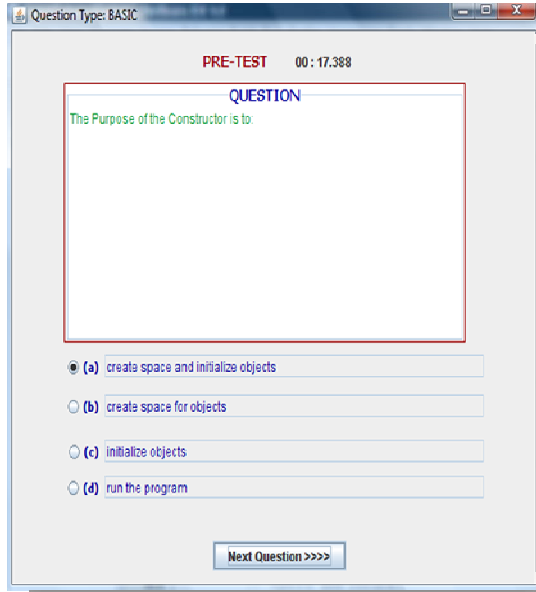 Question Type: BASIC
PRE-TEST 00 : 17.388
QUESTION
The Purpose of the Constructor is to:
(a) create space and initialize objects
(b) create space for objects
(c) initialize objects
(d) run the program
Next Question >>>>